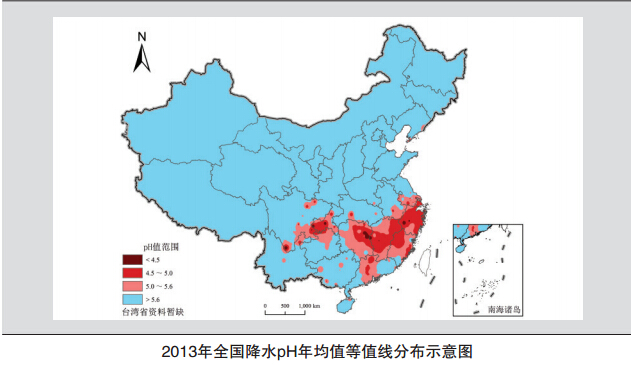 N
pH值范围
< 4.5
4.5～5.0
5.0～5.6
> 5.6
台湾省资料暂缺
0 500 1,000 km
南海诸岛
2013年全国降水pH年均值等值线分布示意图